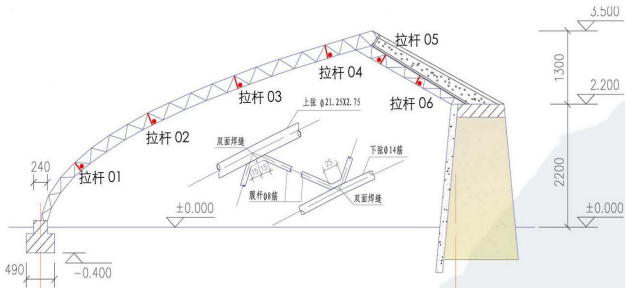 3.500
拉杆 05
拉杆 04
1300
拉杆 03
拉杆 06
2.200
上弦 ϕ21.25X2.75
拉杆 02
双面焊缝
25
下弦ϕ14筋
240
拉杆 01
15 15
2200
腹杆ϕ8筋
双面焊缝
±0.000
±0.000
490
-0.400